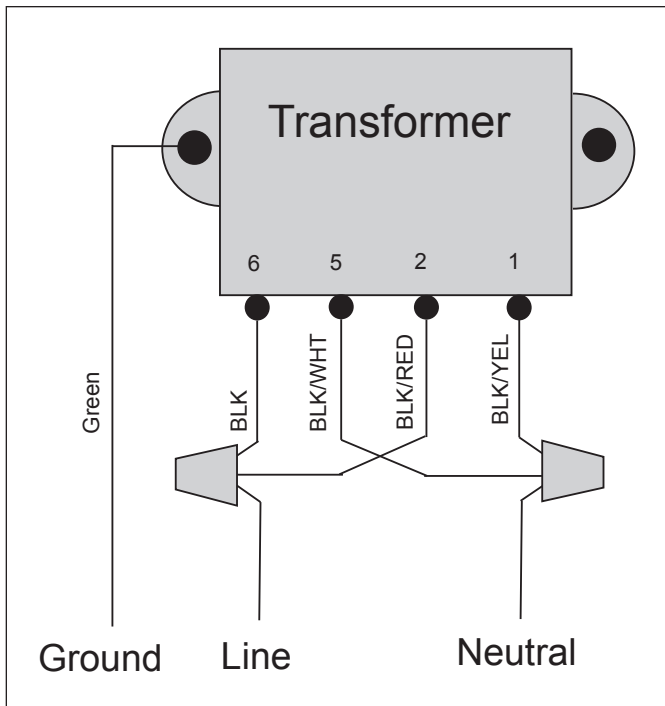 Transformer
6 5 2 1
BLK
BLK/WHT
BLK/RED
BLK/YEL
Green
Ground Line Neutral